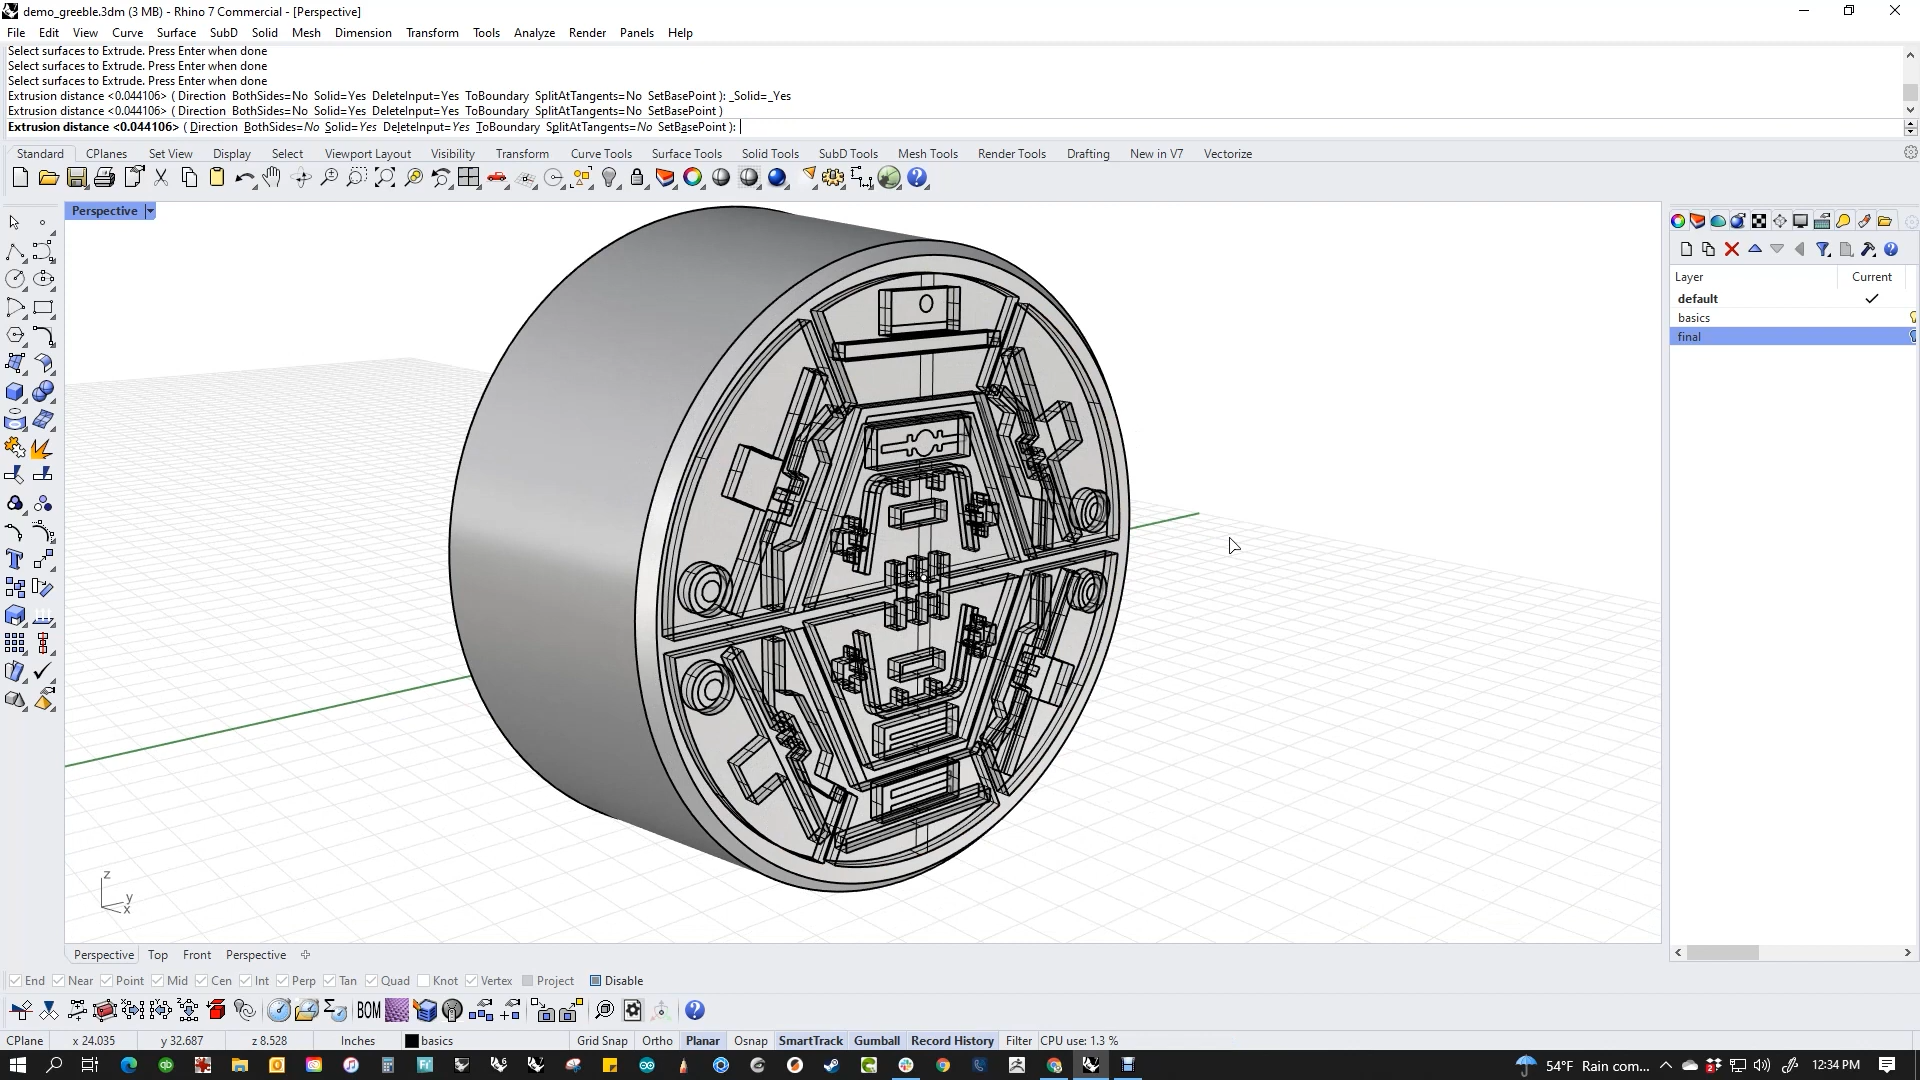 demo_greeble.3dm (3 MB) - Rhino 7 Commercial - [Perspective]
File Edit View Curve Surface SubD Solid Mesh Dimension Transform Tools Analyze Render Panels Help
Select surfaces to Extrude. Press Enter when done
Select surfaces to Extrude. Press Enter when done
Select surfaces to Extrude. Press Enter when done
Extrusion distance <0.044106> ( Direction BothSides=No Solid=Yes DeleteInput=Yes ToBoundary SplitAtTangents=No SetBasePoint ): _Solid=_Yes
Extrusion distance <0.044106> ( Direction BothSides=No Solid=Yes DeleteInput=Yes ToBoundary SplitAtTangents=No SetBasePoint )
Extrusion distance <0.044106> ( Direction BothSides=No Solid=Yes DeleteInput=Yes ToBoundary SplitAtTangents=No SetBasePoint ):
Standard CPlanes Set View Display Select Viewport Layout Visibility Transform Curve Tools Surface Tools Solid Tools SubD Tools Mesh Tools Render Tools Drafting New in V7 Vectorize
Perspective
Layer Current
default
basics
final
z
y
x
Perspective Top Front Perspective
End Near Point Mid Cen Int Perp Tan Quad Knot Vertex Project Disable
BOM
CPlane x 24.035 y 32.687 z 8.528 Inches basics Grid Snap Ortho Planar Osnap SmartTrack Gumball Record History Filter CPU use: 1.3 %
54°F Rain com... 12:34 PM